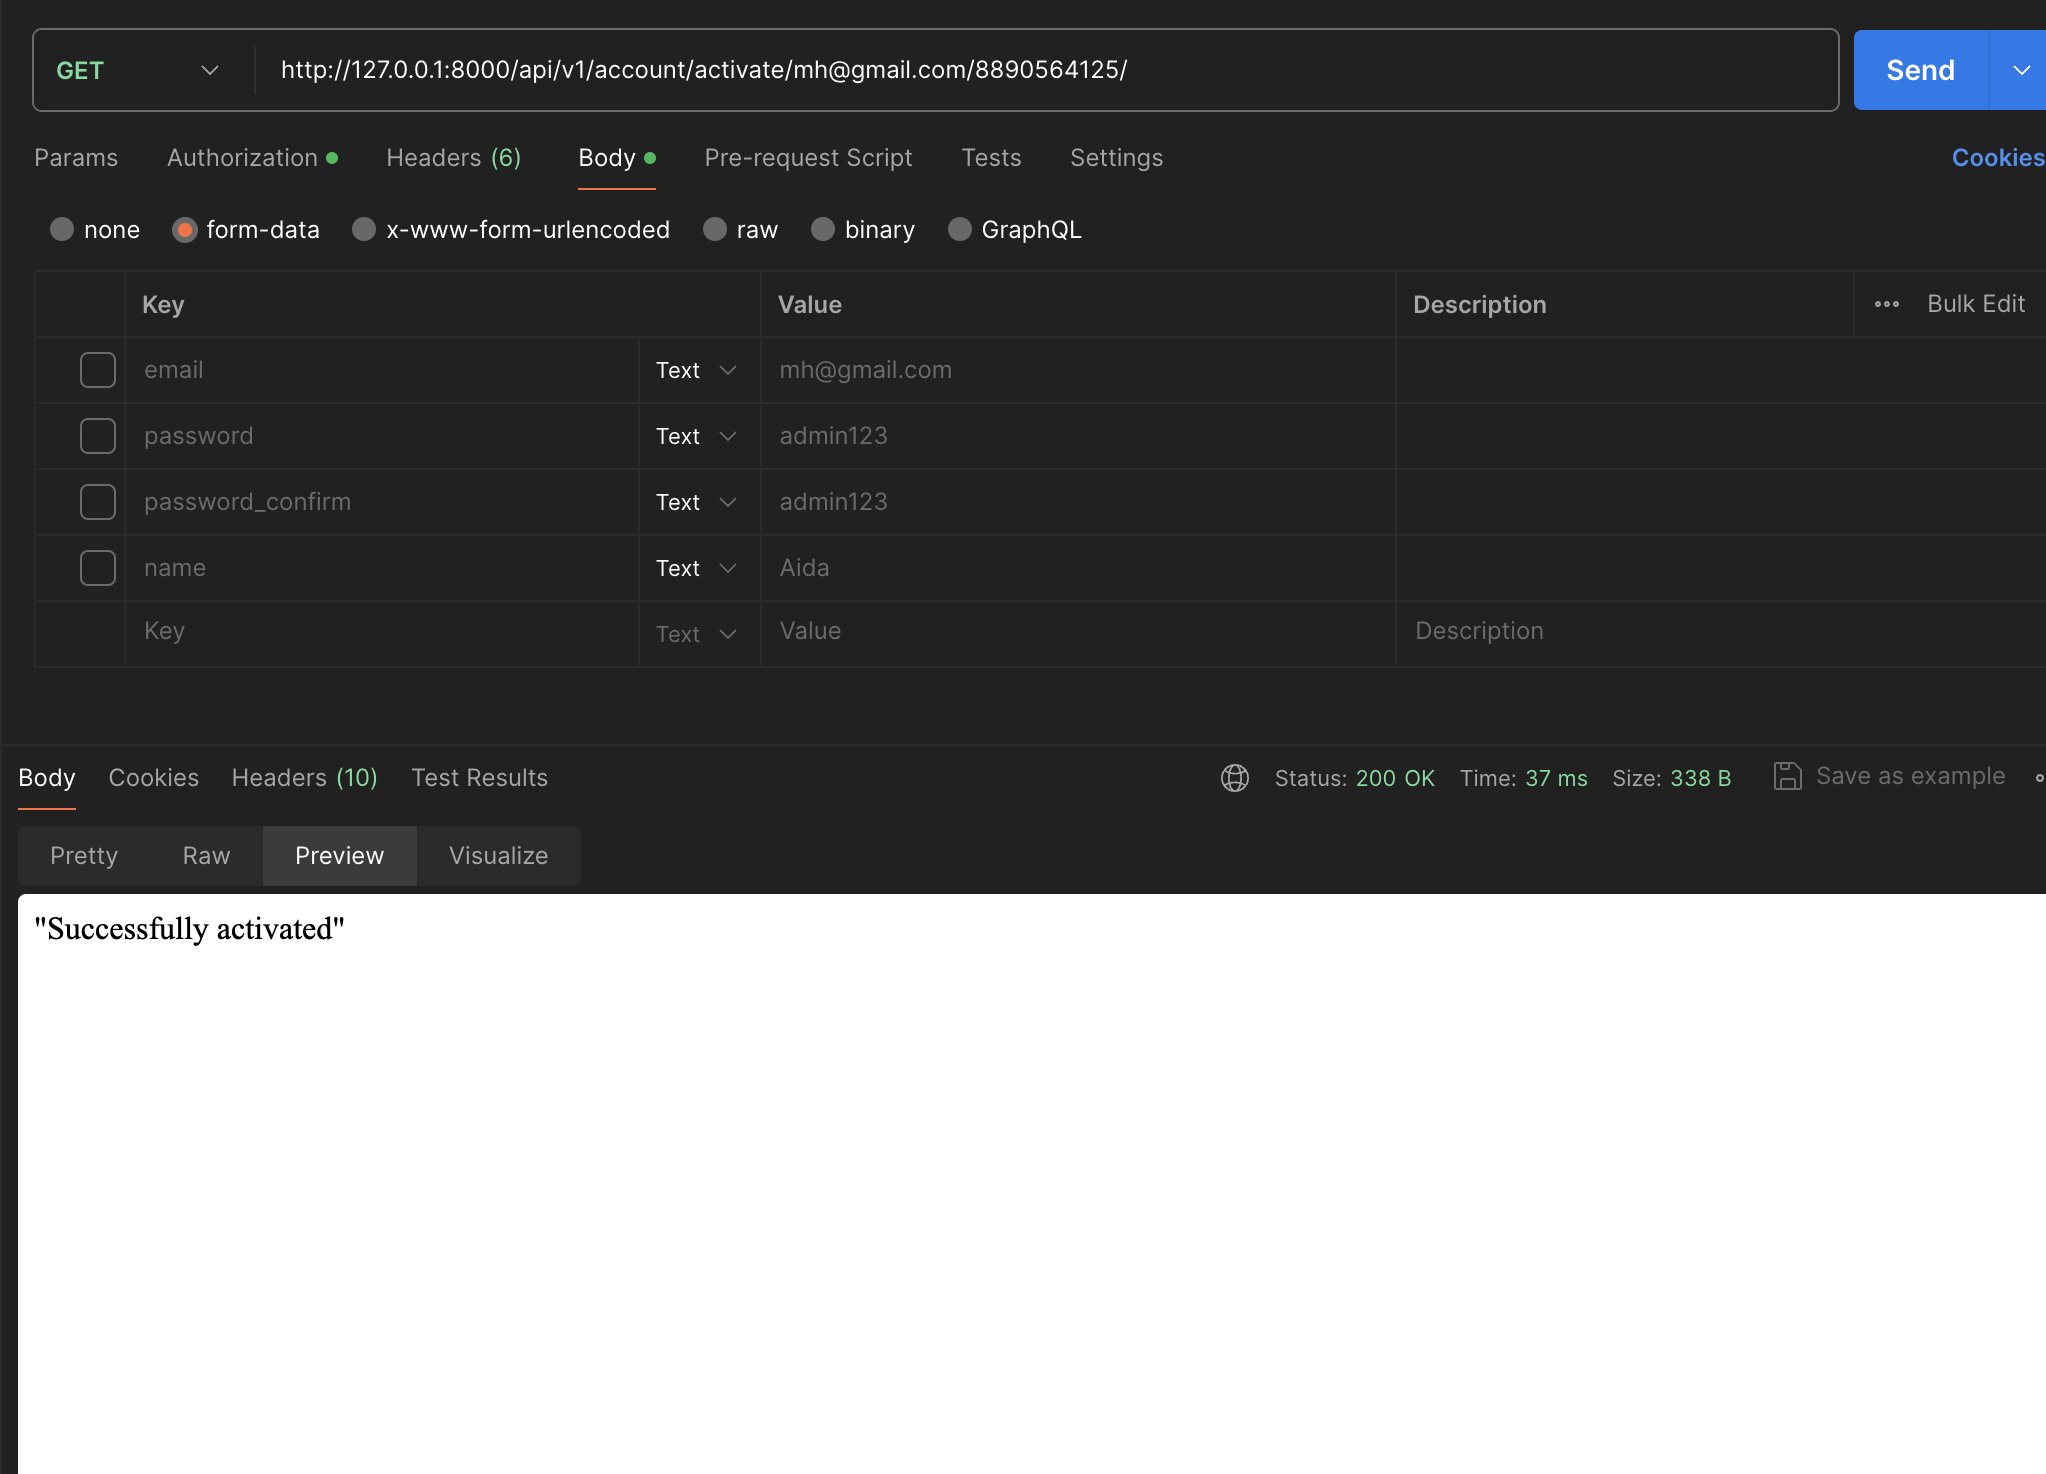 GET http://127.0.0.1:8000/api/v1/account/activate/mh@gmail.com/8890564125/ Send
Params Authorization Headers (6) Body Pre-request Script Tests Settings Cookies
none form-data x-www-form-urlencoded raw binary GraphQL
Key Value Description Bulk Edit
email Text mh@gmail.com
password Text admin123
password_confirm Text admin123
name Text Aida
Key Text Value Description
Body Cookies Headers (10) Test Results Status: 200 OK Time: 37 ms Size: 338 B Save as example
Pretty Raw Preview Visualize
"Successfully activated"